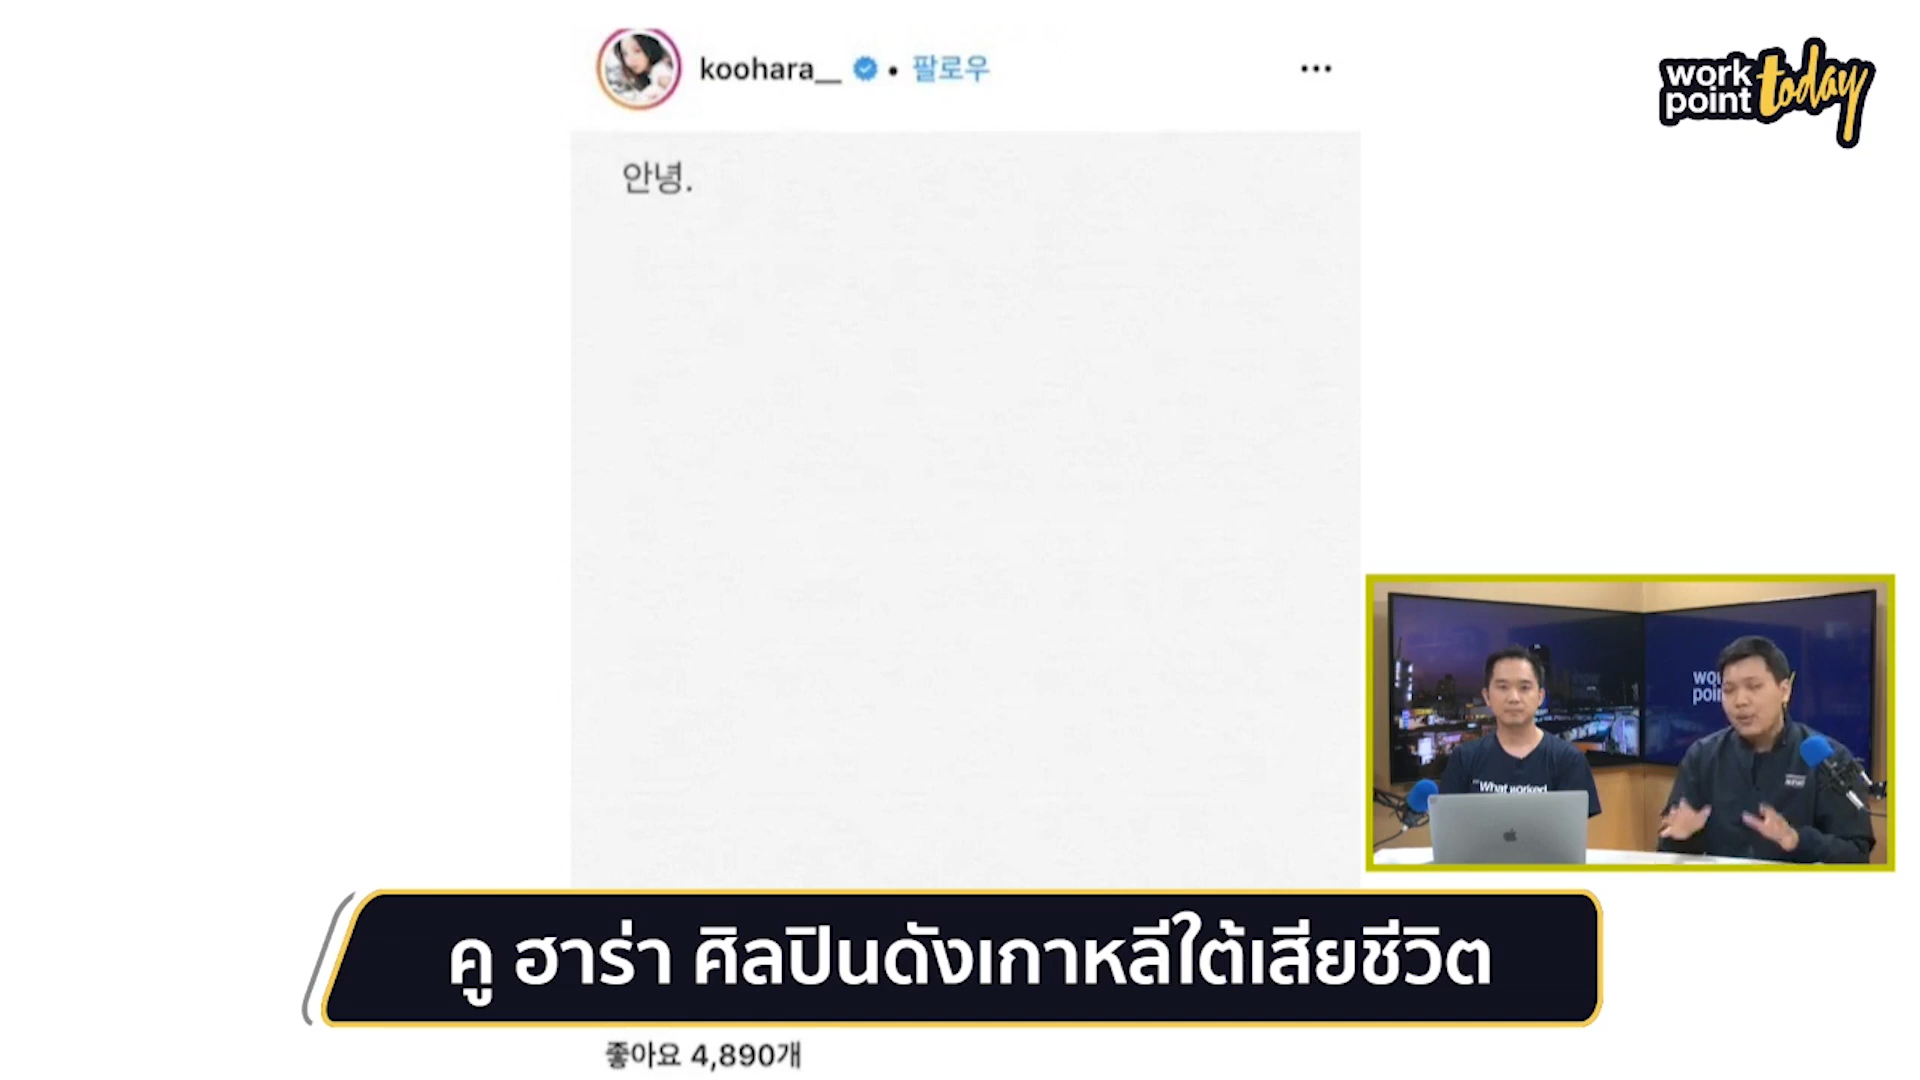 koohara__ • 팔로우
work
point today
안녕.
"What worked
คู ฮาร่า ศิลปินดังเกาหลีใต้เสียชีวิต
좋아요 4,890개